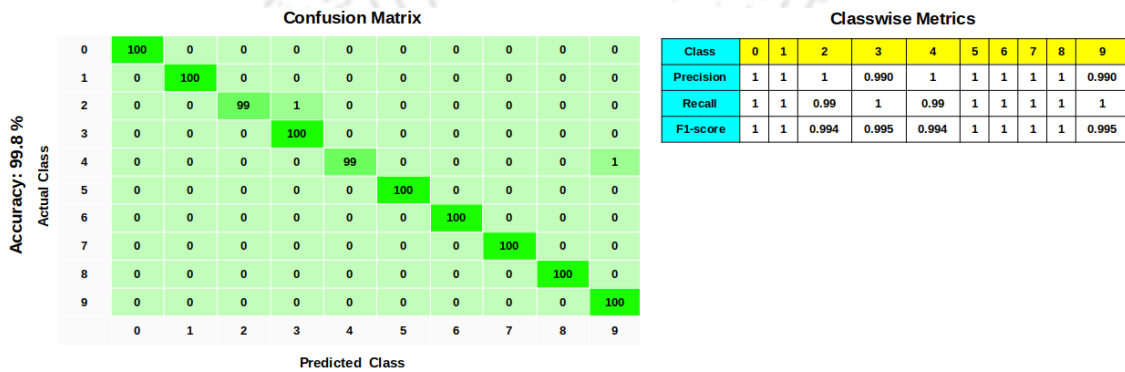 Confusion Matrix
0 100 0 0 0 0 0 0 0 0 0
1 0 100 0 0 0 0 0 0 0 0
2 0 0 99 1 0 0 0 0 0 0
3 0 0 0 100 0 0 0 0 0 0
4 0 0 0 0 99 0 0 0 0 1
5 0 0 0 0 0 100 0 0 0 0
6 0 0 0 0 0 0 100 0 0 0
7 0 0 0 0 0 0 0 100 0 0
8 0 0 0 0 0 0 0 0 100 0
9 0 0 0 0 0 0 0 0 0 100
0 1 2 3 4 5 6 7 8 9
Predicted Class
Accuracy: 99.8 %
Actual Class
Classwise Metrics
Class 0 1 2 3 4 5 6 7 8 9
Precision 1 1 1 0.990 1 1 1 1 1 0.990
Recall 1 1 0.99 1 0.99 1 1 1 1 1
F1-score 1 1 0.994 0.995 0.994 1 1 1 1 0.995